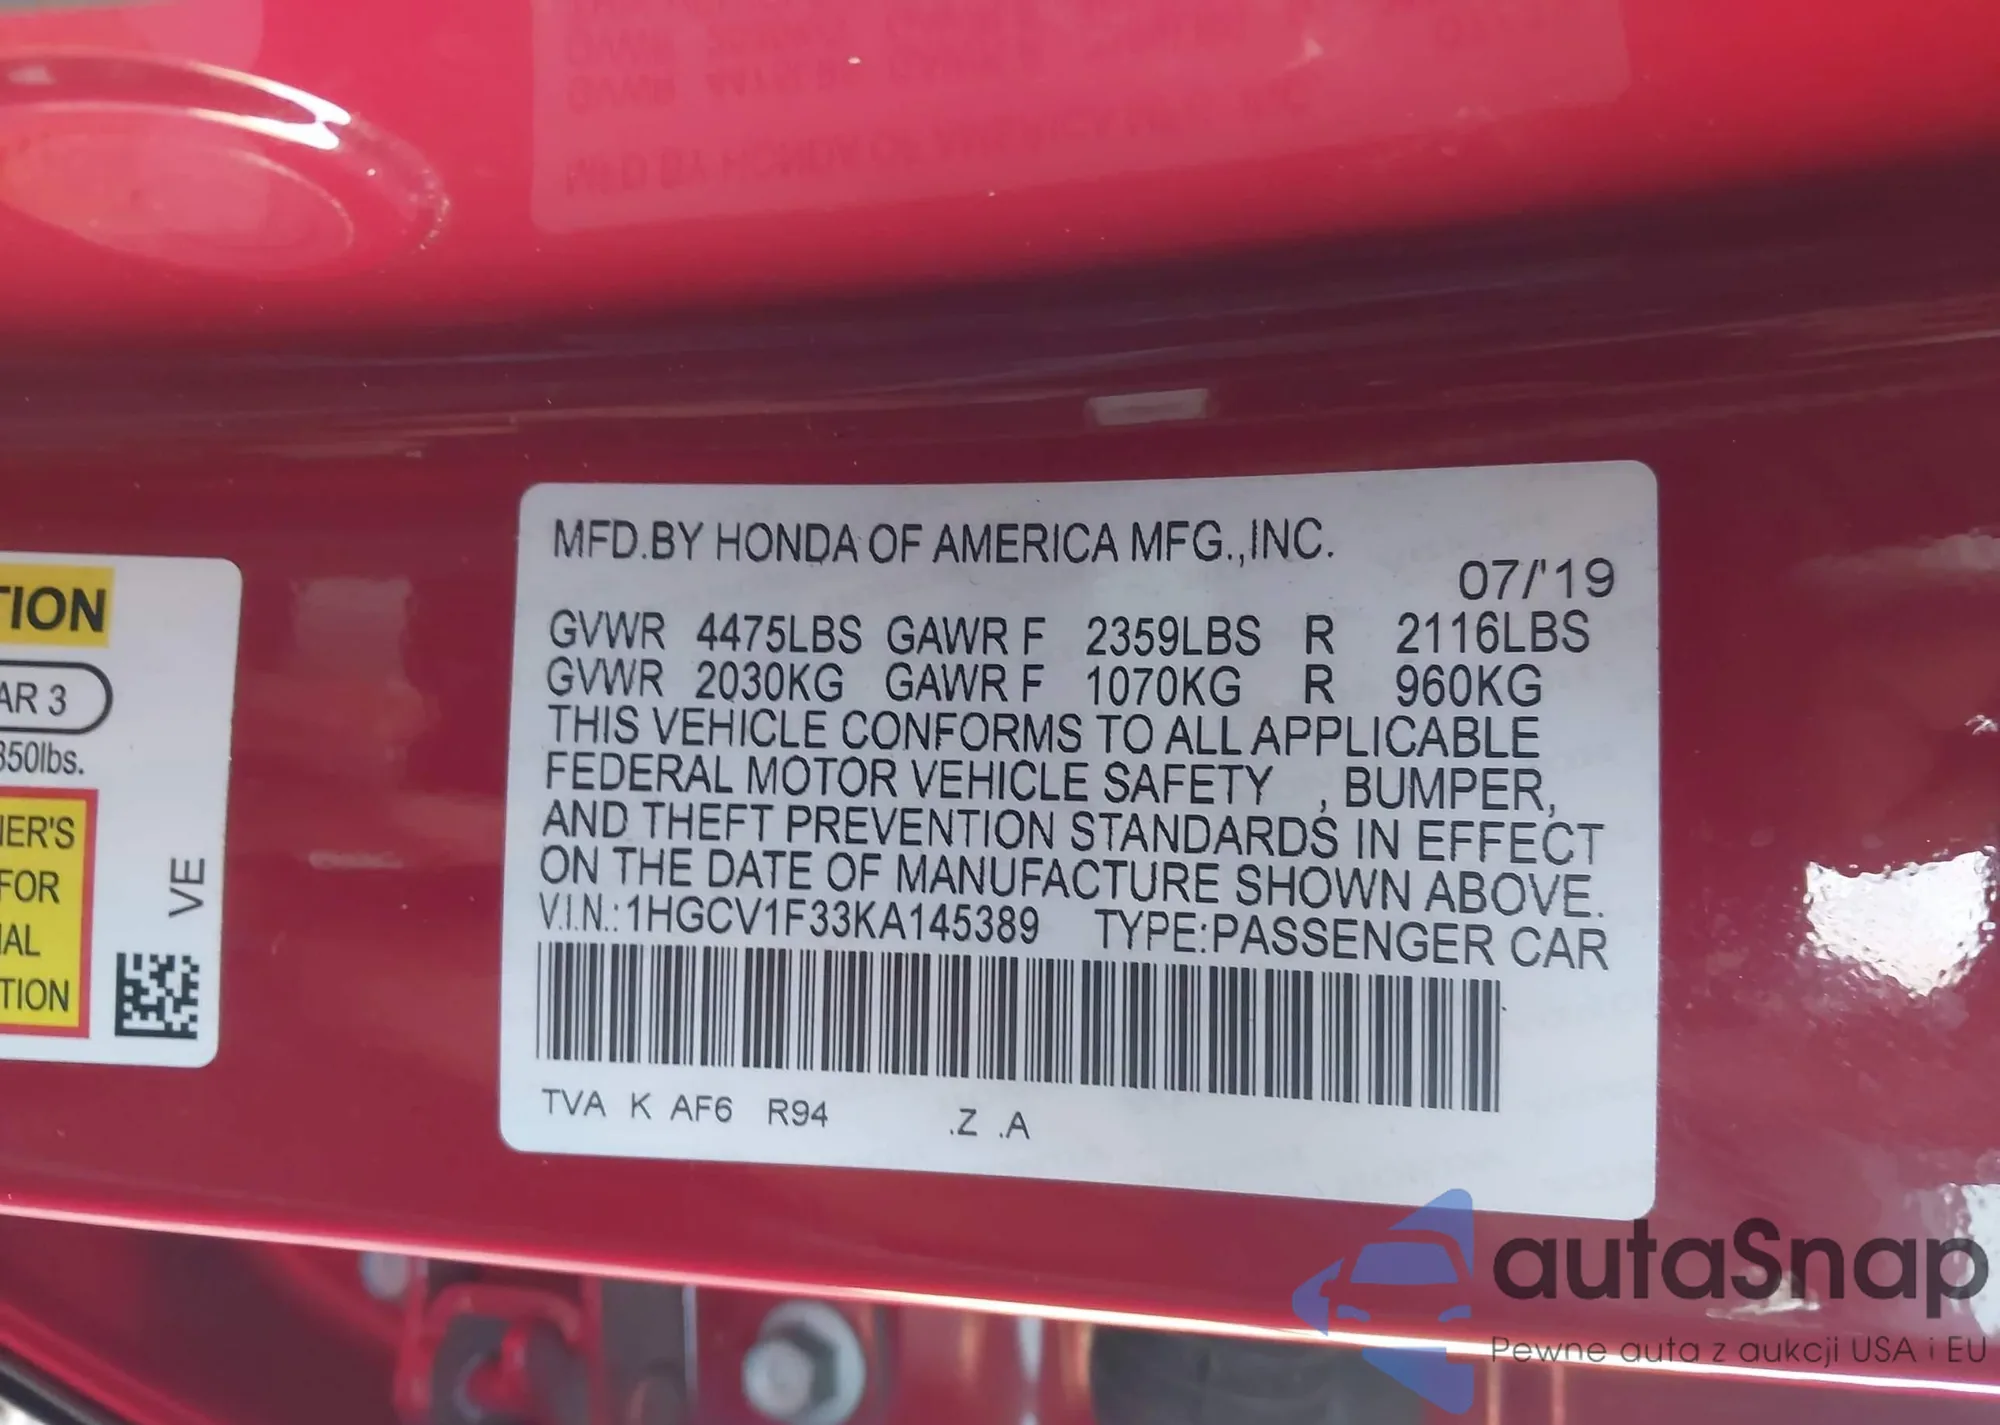 TION
AR 3
350lbs.
NER'S
FOR
TION
VE
MFD.BY HONDA OF AMERICA MFG.,INC.
07/'19
GVWR 4475LBS GAWR F 2359LBS R 2116LBS
GVWR 2030KG GAWR F 1070KG R 960KG
THIS VEHICLE CONFORMS TO ALL APPLICABLE
FEDERAL MOTOR VEHICLE SAFETY , BUMPER,
AND THEFT PREVENTION STANDARDS IN EFFECT
ON THE DATE OF MANUFACTURE SHOWN ABOVE.
V.I.N.:1HGCV1F33KA145389 TYPE:PASSENGER CAR
TVA K AF6 R94 .Z .A
autaSnap
Pewne auta z aukcji USA i EU